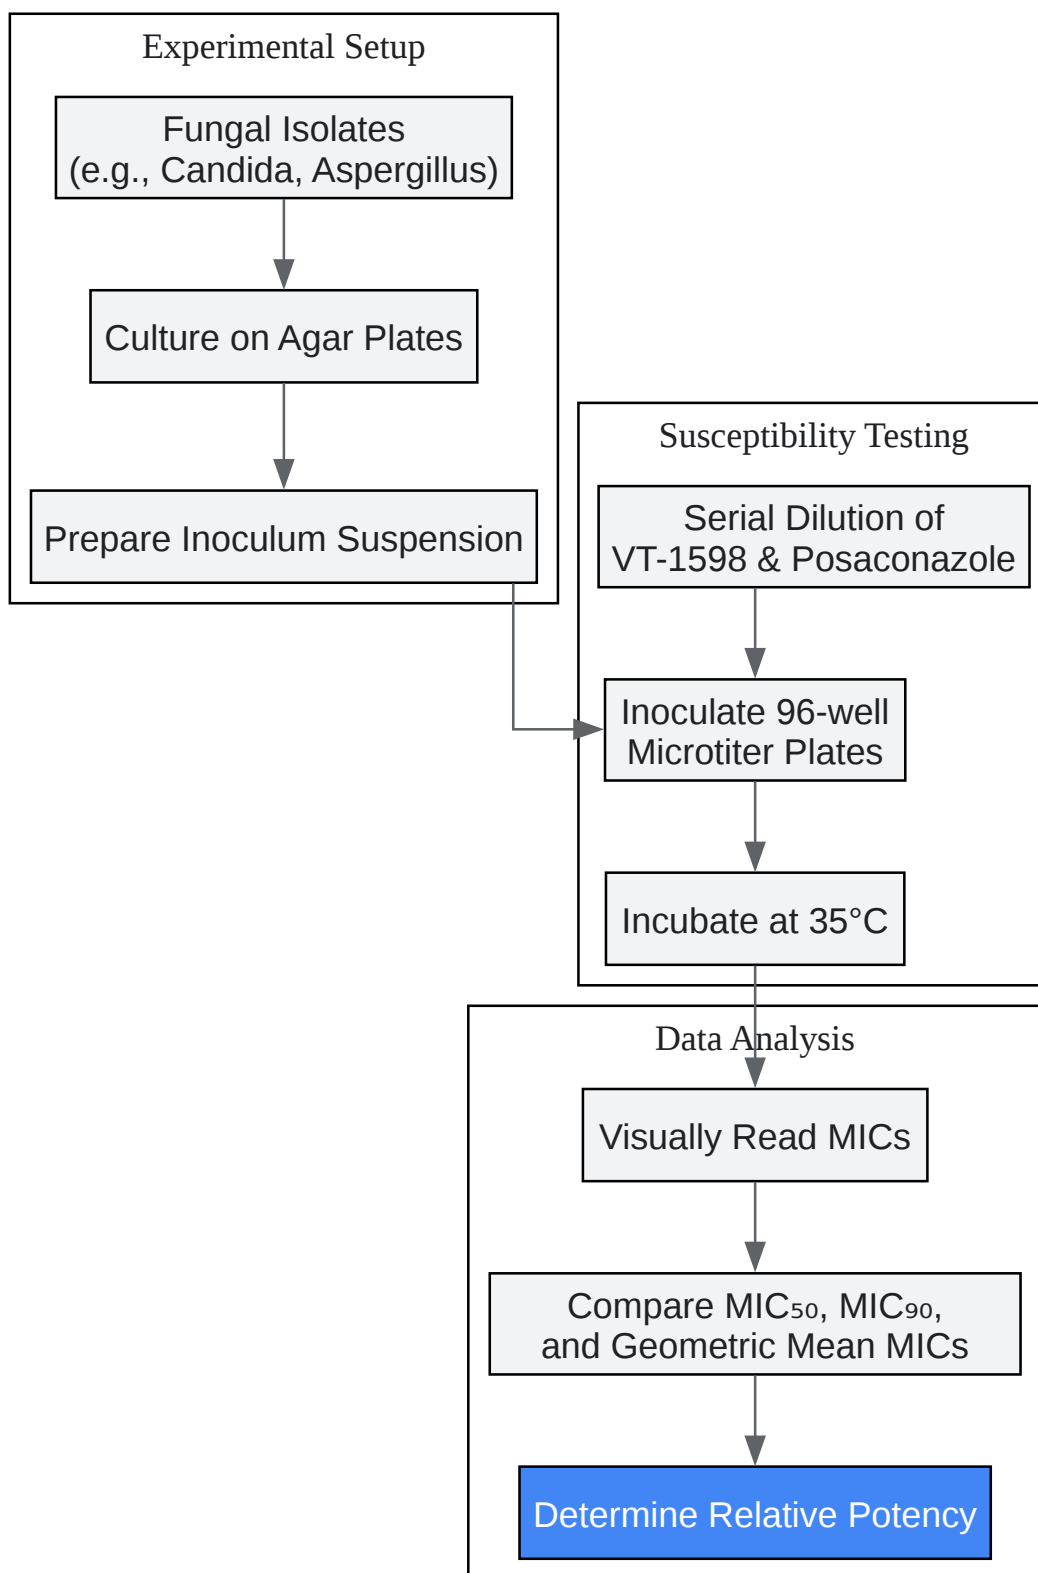 Experimental Setup
Fungal Isolates
(e.g., Candida, Aspergillus)
Culture on Agar Plates
Prepare Inoculum Suspension
Susceptibility Testing
Serial Dilution of
VT-1598 & Posaconazole
Inoculate 96-well
Microtiter Plates
Incubate at 35°C
Data Analysis
Visually Read MICs
Compare MIC₅₀, MIC₉₀,
and Geometric Mean MICs
Determine Relative Potency